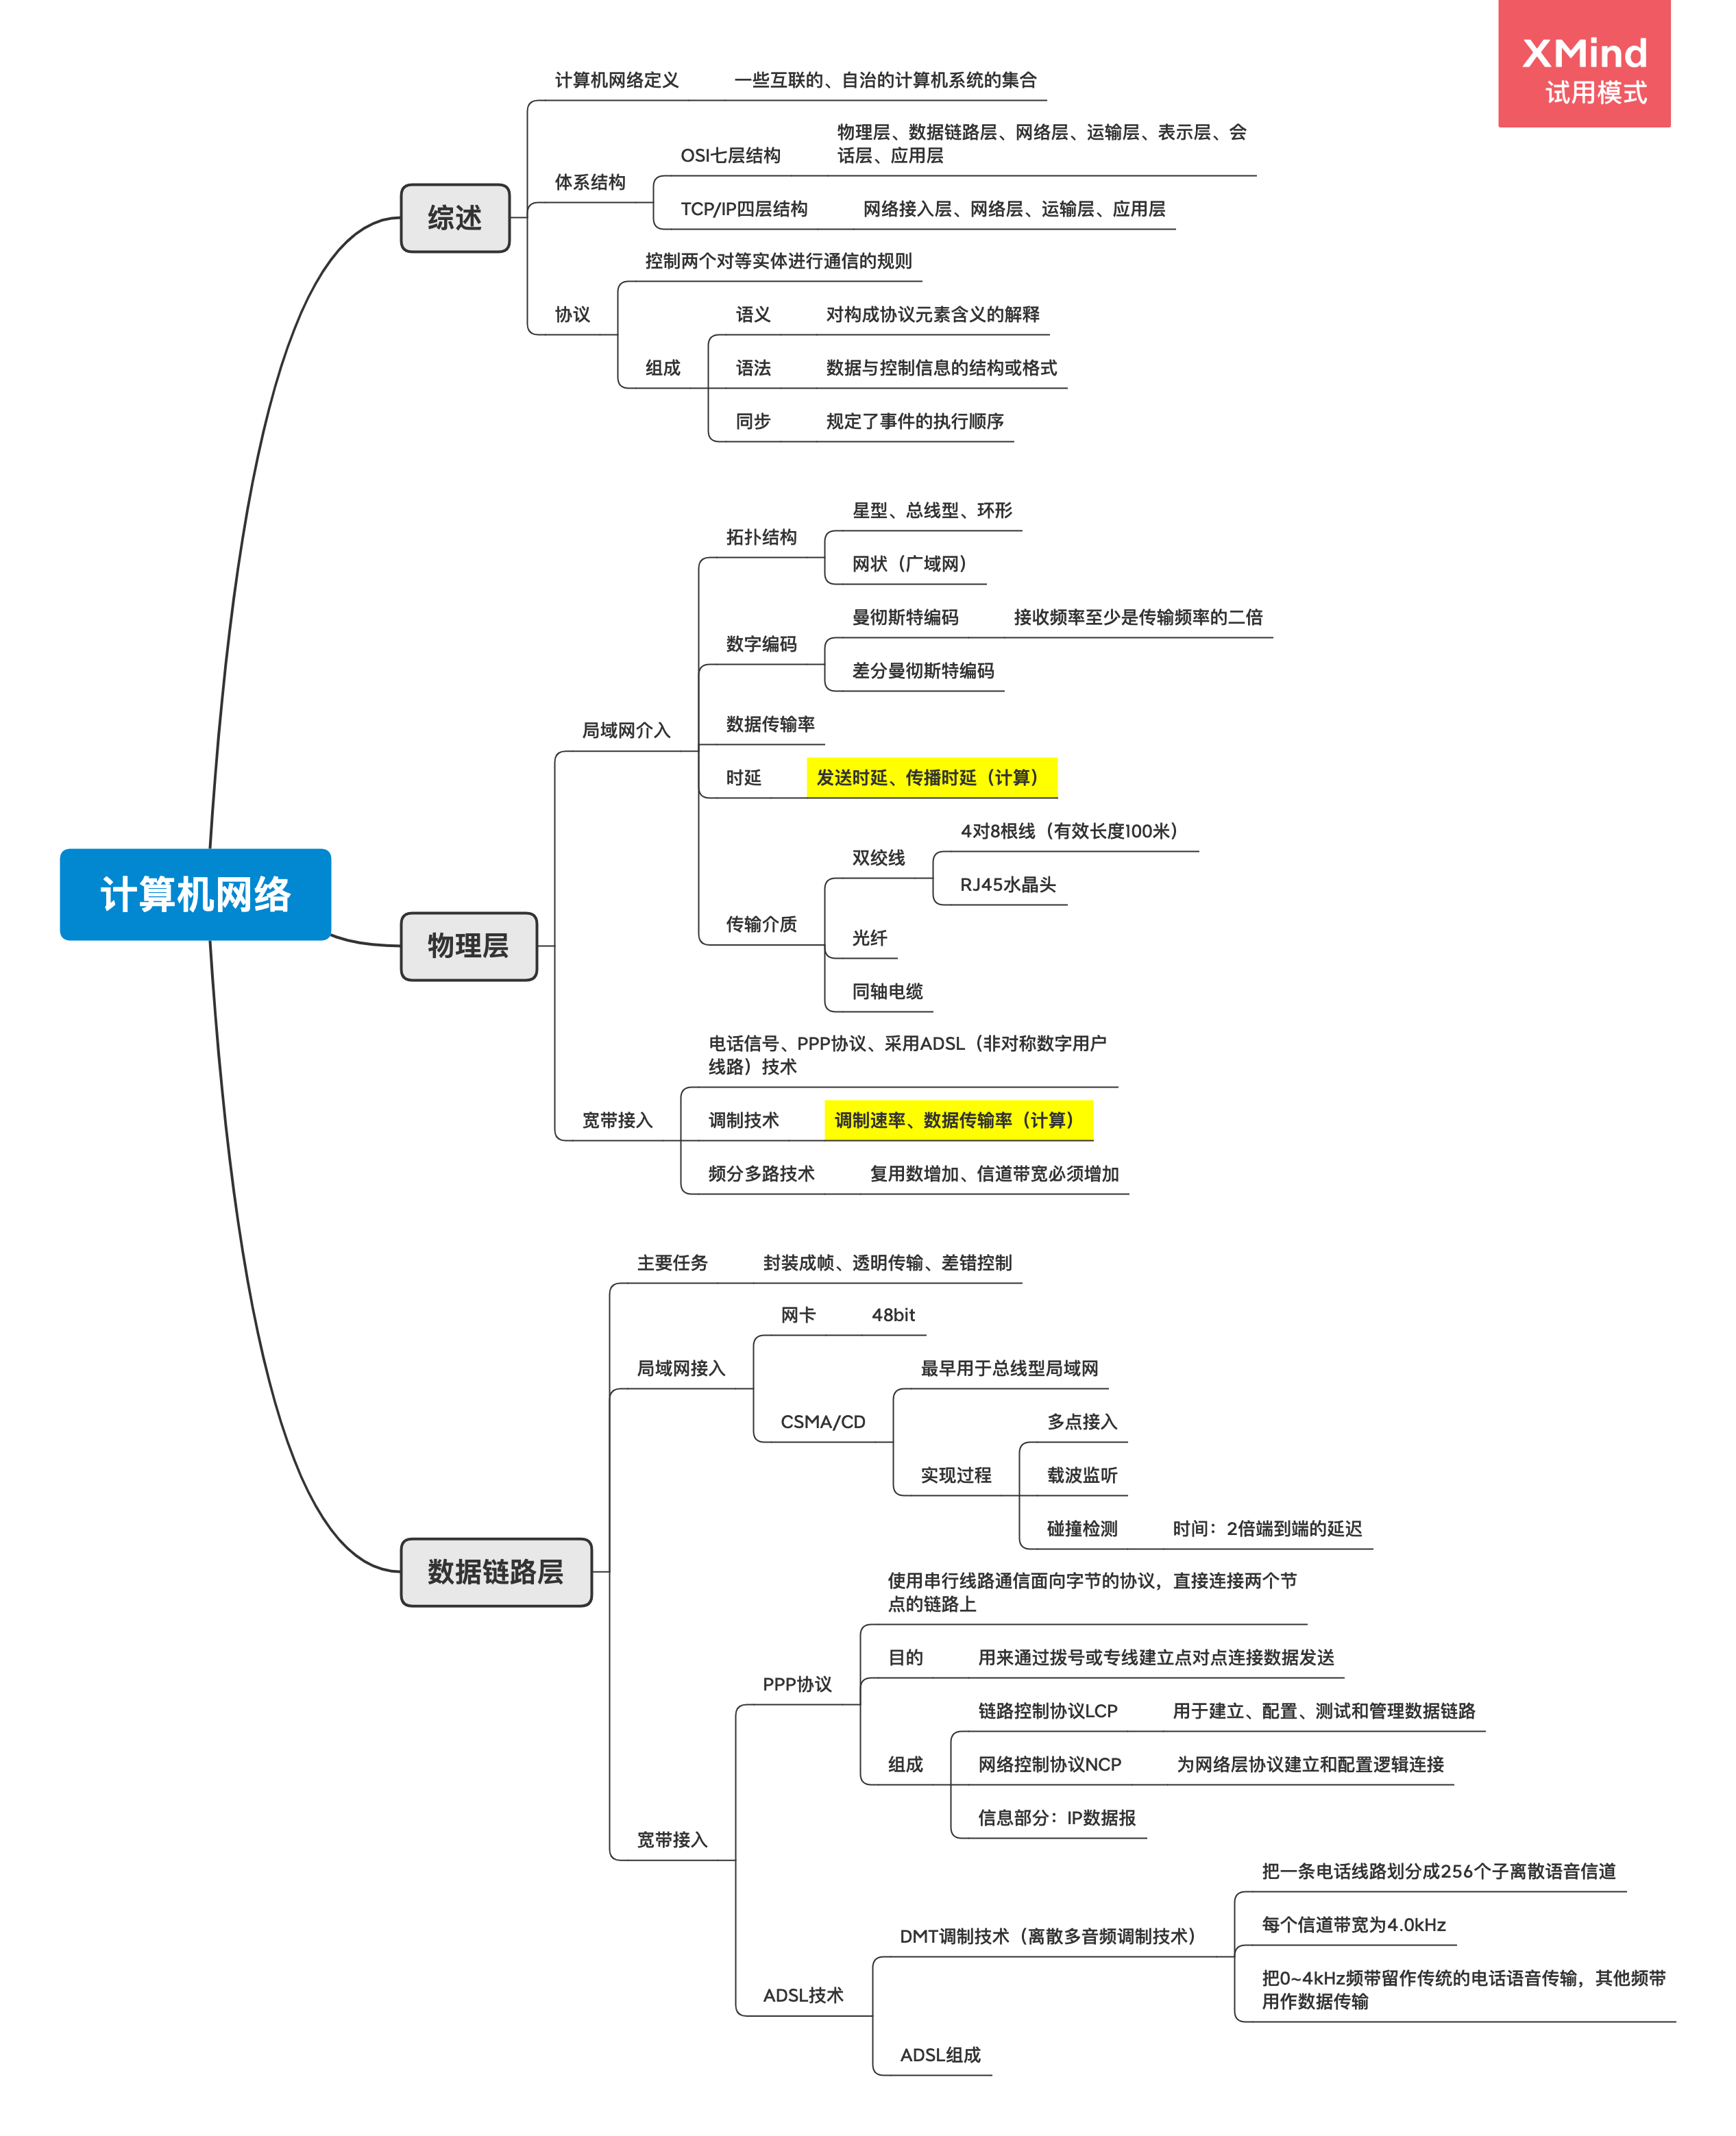 XMind
试用模式
计算机网络
综述
计算机网络定义
一些互联的、自治的计算机系统的集合
体系结构
OSI七层结构
物理层、数据链路层、网络层、运输层、表示层、会
话层、应用层
TCP/IP四层结构
网络接入层、网络层、运输层、应用层
协议
控制两个对等实体进行通信的规则
组成
语义
对构成协议元素含义的解释
语法
数据与控制信息的结构或格式
同步
规定了事件的执行顺序
物理层
局域网介入
拓扑结构
星型、总线型、环形
网状（广域网）
数字编码
曼彻斯特编码
接收频率至少是传输频率的二倍
差分曼彻斯特编码
数据传输率
时延
发送时延、传播时延（计算）
传输介质
双绞线
4对8根线（有效长度100米）
RJ45水晶头
光纤
同轴电缆
宽带接入
电话信号、PPP协议、采用ADSL（非对称数字用户
线路）技术
调制技术
调制速率、数据传输率（计算）
频分多路技术
复用数增加、信道带宽必须增加
数据链路层
主要任务
封装成帧、透明传输、差错控制
局域网接入
网卡
48bit
CSMA/CD
最早用于总线型局域网
实现过程
多点接入
载波监听
碰撞检测
时间：2倍端到端的延迟
宽带接入
PPP协议
使用串行线路通信面向字节的协议，直接连接两个节
点的链路上
目的
用来通过拨号或专线建立点对点连接数据发送
组成
链路控制协议LCP
用于建立、配置、测试和管理数据链路
网络控制协议NCP
为网络层协议建立和配置逻辑连接
信息部分：IP数据报
ADSL技术
DMT调制技术（离散多音频调制技术）
把一条电话线路划分成256个子离散语音信道
每个信道带宽为4.0kHz
把0~4kHz频带留作传统的电话语音传输，其他频带
用作数据传输
ADSL组成